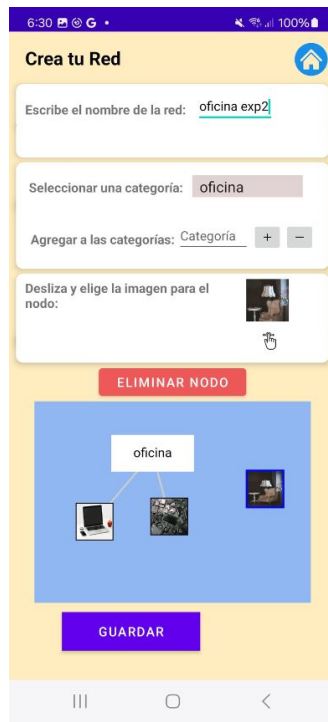 6:30 G • 100%
Crea tu Red
Escribe el nombre de la red: oficina exp2
Seleccionar una categoría: oficina
Agregar a las categorías: Categoría + −
Desliza y elige la imagen para el
nodo:
ELIMINAR NODO
oficina
GUARDAR